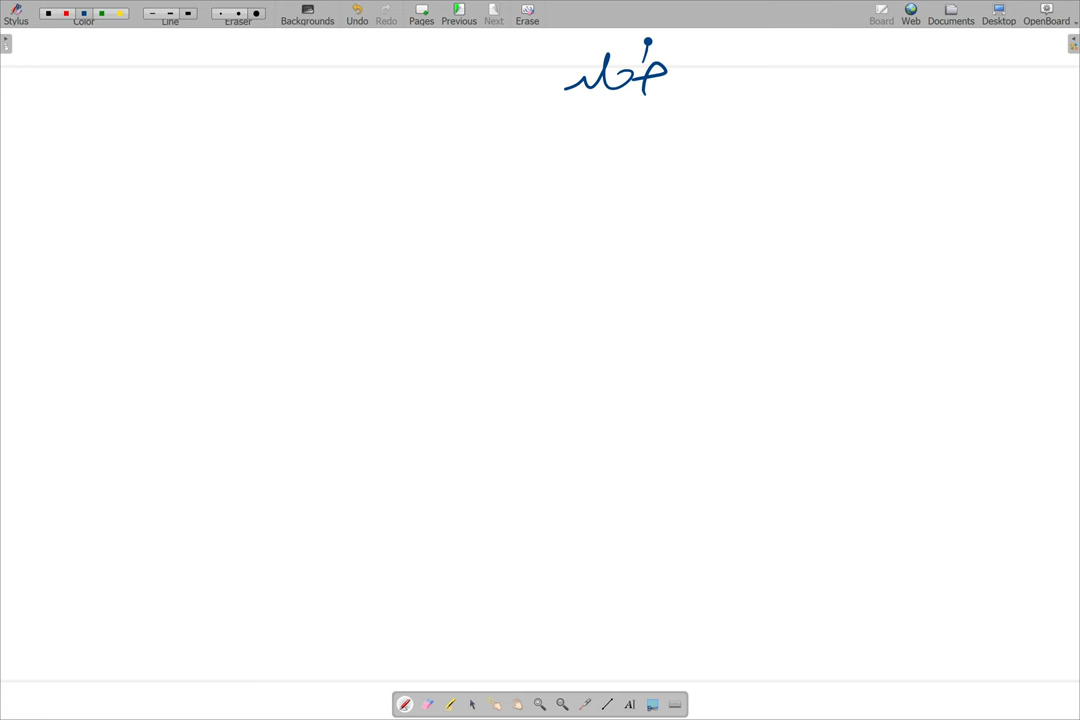 Stylus
Color
Line
Eraser
Backgrounds
Undo
Redo
Pages
Previous
Next
Erase
Board
Web
Documents
Desktop
OpenBoard